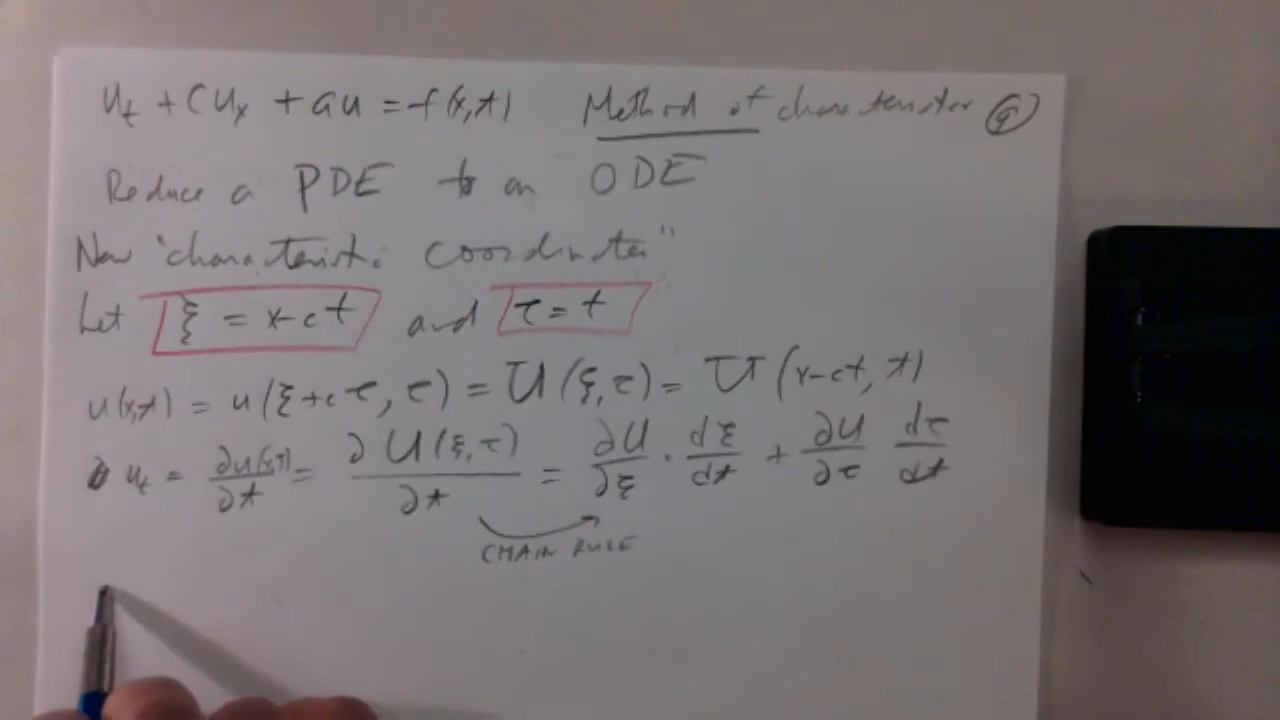 u_t + cu_x + au = f(x,t) Method of characteristics ⑨
Reduce a PDE to an ODE
New "characteristic coordinates"
Let ξ = x-ct and τ = t
u(x,t) = u(ξ+cτ, τ) = U(ξ,τ) = U(x-ct, t)
u_t = ∂u(x,t)/∂t = ∂U(ξ,τ)/∂t = ∂U/∂ξ · dξ/dt + ∂U/∂τ dτ/dt
CHAIN RULE